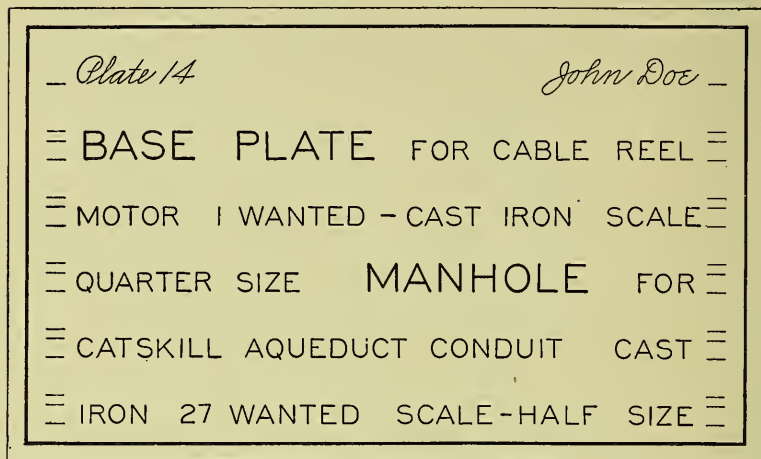 Plate 14 John Doe
BASE PLATE FOR CABLE REEL
MOTOR 1 WANTED - CAST IRON SCALE
QUARTER SIZE MANHOLE FOR
CATSKILL AQUEDUCT CONDUIT CAST
IRON 27 WANTED SCALE-HALF SIZE